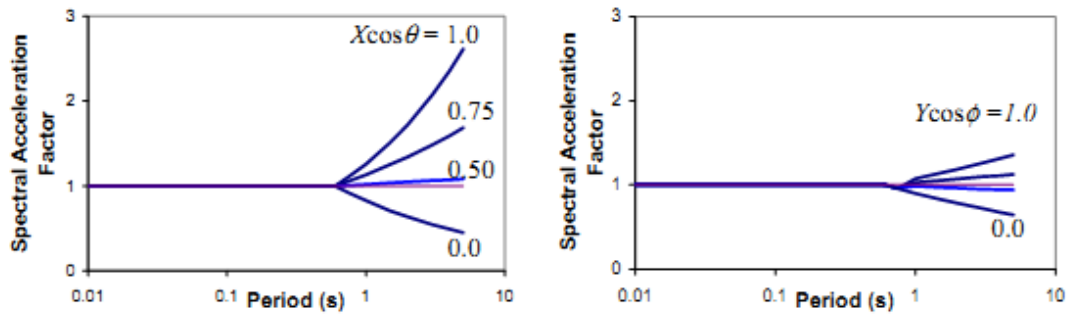 3
2
1
0
0.01
0.1
1
10
Spectral Acceleration
Factor
Period (s)
Xcosθ = 1.0
0.75
0.50
0.0
3
2
1
0
0.01
0.1
1
10
Spectral Acceleration
Factor
Period (s)
Ycosϕ =1.0
0.0